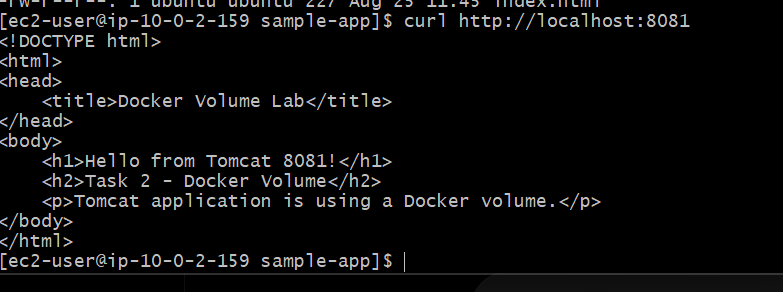 -rw-r--r--. 1 ubuntu ubuntu 227 Aug 25 11:45 index.html
[ec2-user@ip-10-0-2-159 sample-app]$ curl http://localhost:8081
<!DOCTYPE html>
<html>
<head>
    <title>Docker Volume Lab</title>
</head>
<body>
    <h1>Hello from Tomcat 8081!</h1>
    <h2>Task 2 - Docker Volume</h2>
    <p>Tomcat application is using a Docker volume.</p>
</body>
</html>
[ec2-user@ip-10-0-2-159 sample-app]$